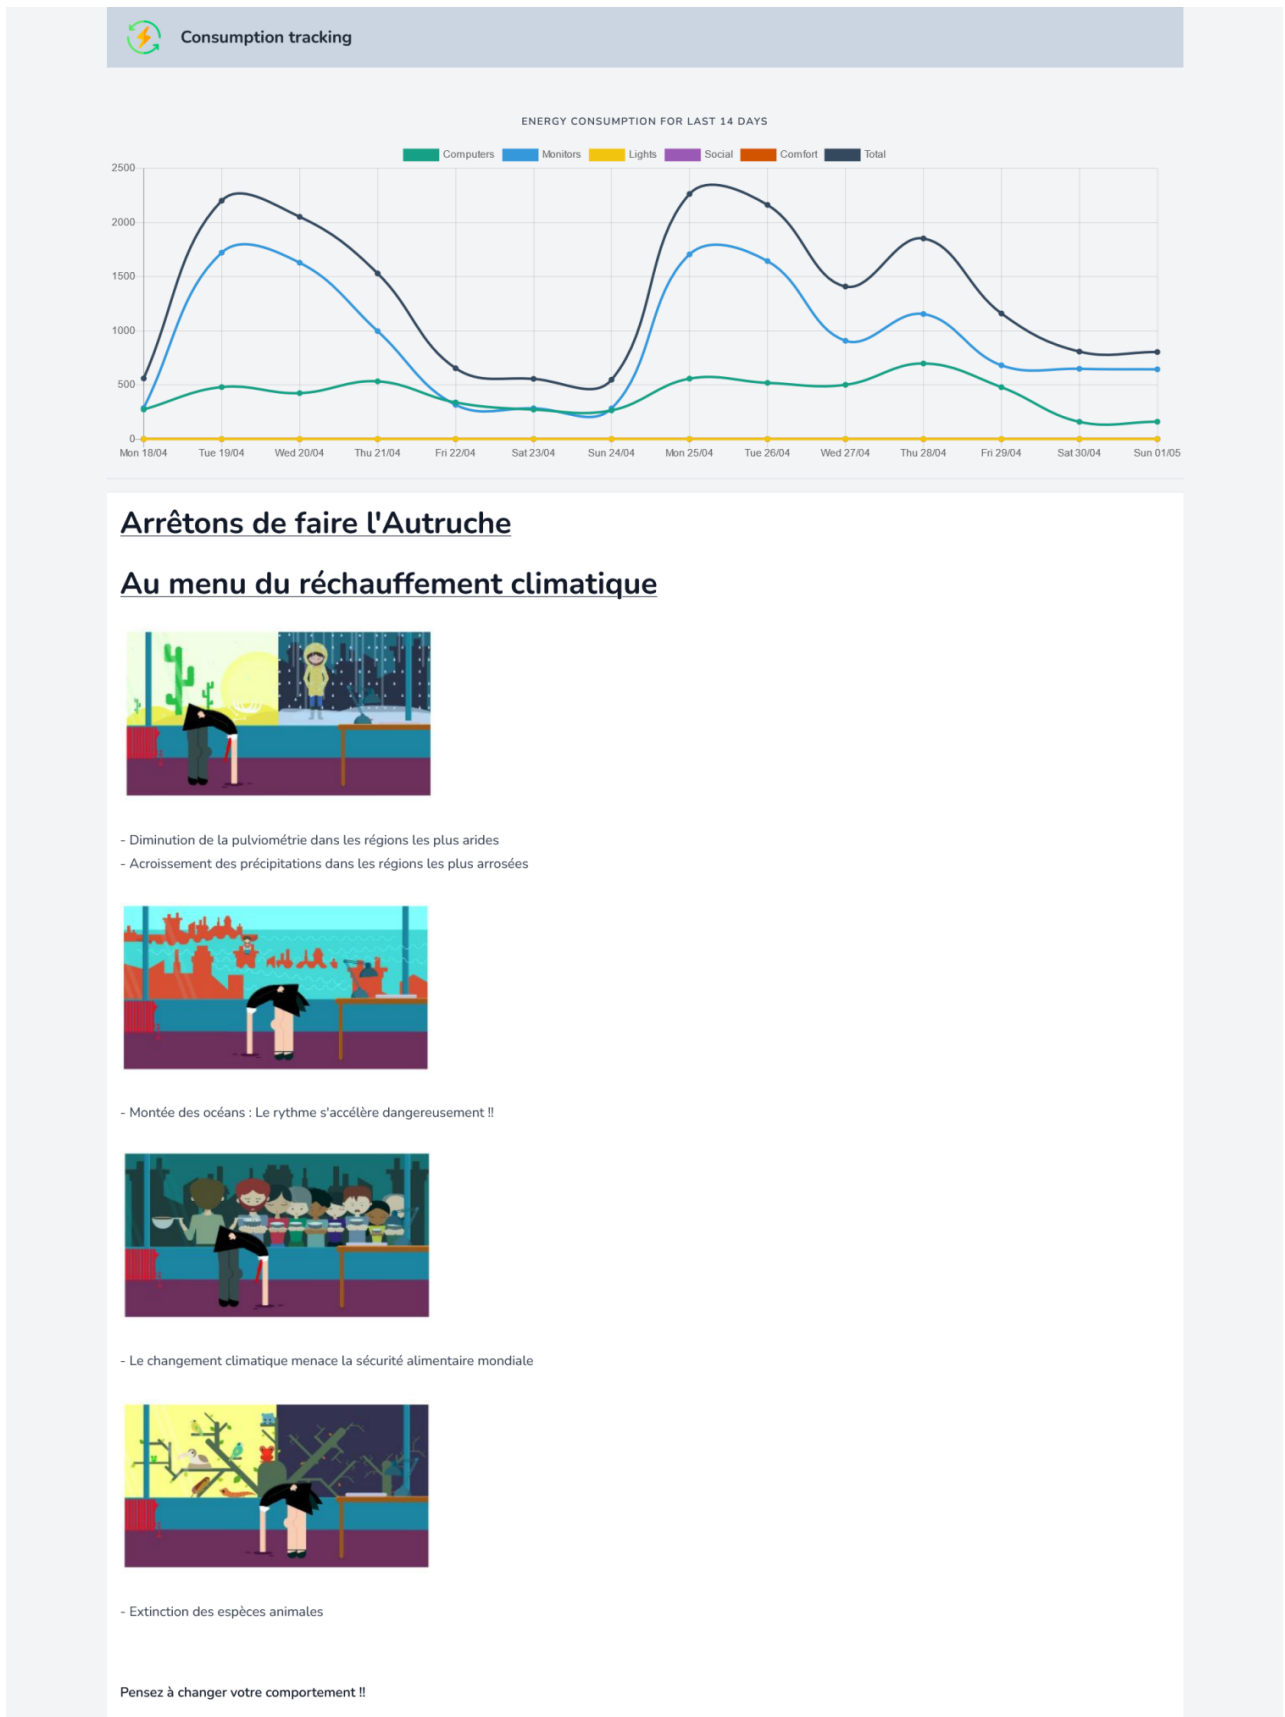 Consumption tracking
ENERGY CONSUMPTION FOR LAST 14 DAYS
Computers Monitors Lights Social Comfort Total
2500
2000
1500
1000
500
0
Mon 18/04 Tue 19/04 Wed 20/04 Thu 21/04 Fri 22/04 Sat 23/04 Sun 24/04 Mon 25/04 Tue 26/04 Wed 27/04 Thu 28/04 Fri 29/04 Sat 30/04 Sun 01/05
Arrêtons de faire l'Autruche
Au menu du réchauffement climatique
- Diminution de la pulviométrie dans les régions les plus arides
- Acroissement des précipitations dans les régions les plus arrosées
- Montée des océans : Le rythme s'accélère dangereusement !!
- Le changement climatique menace la sécurité alimentaire mondiale
- Extinction des espèces animales
Pensez à changer votre comportement !!